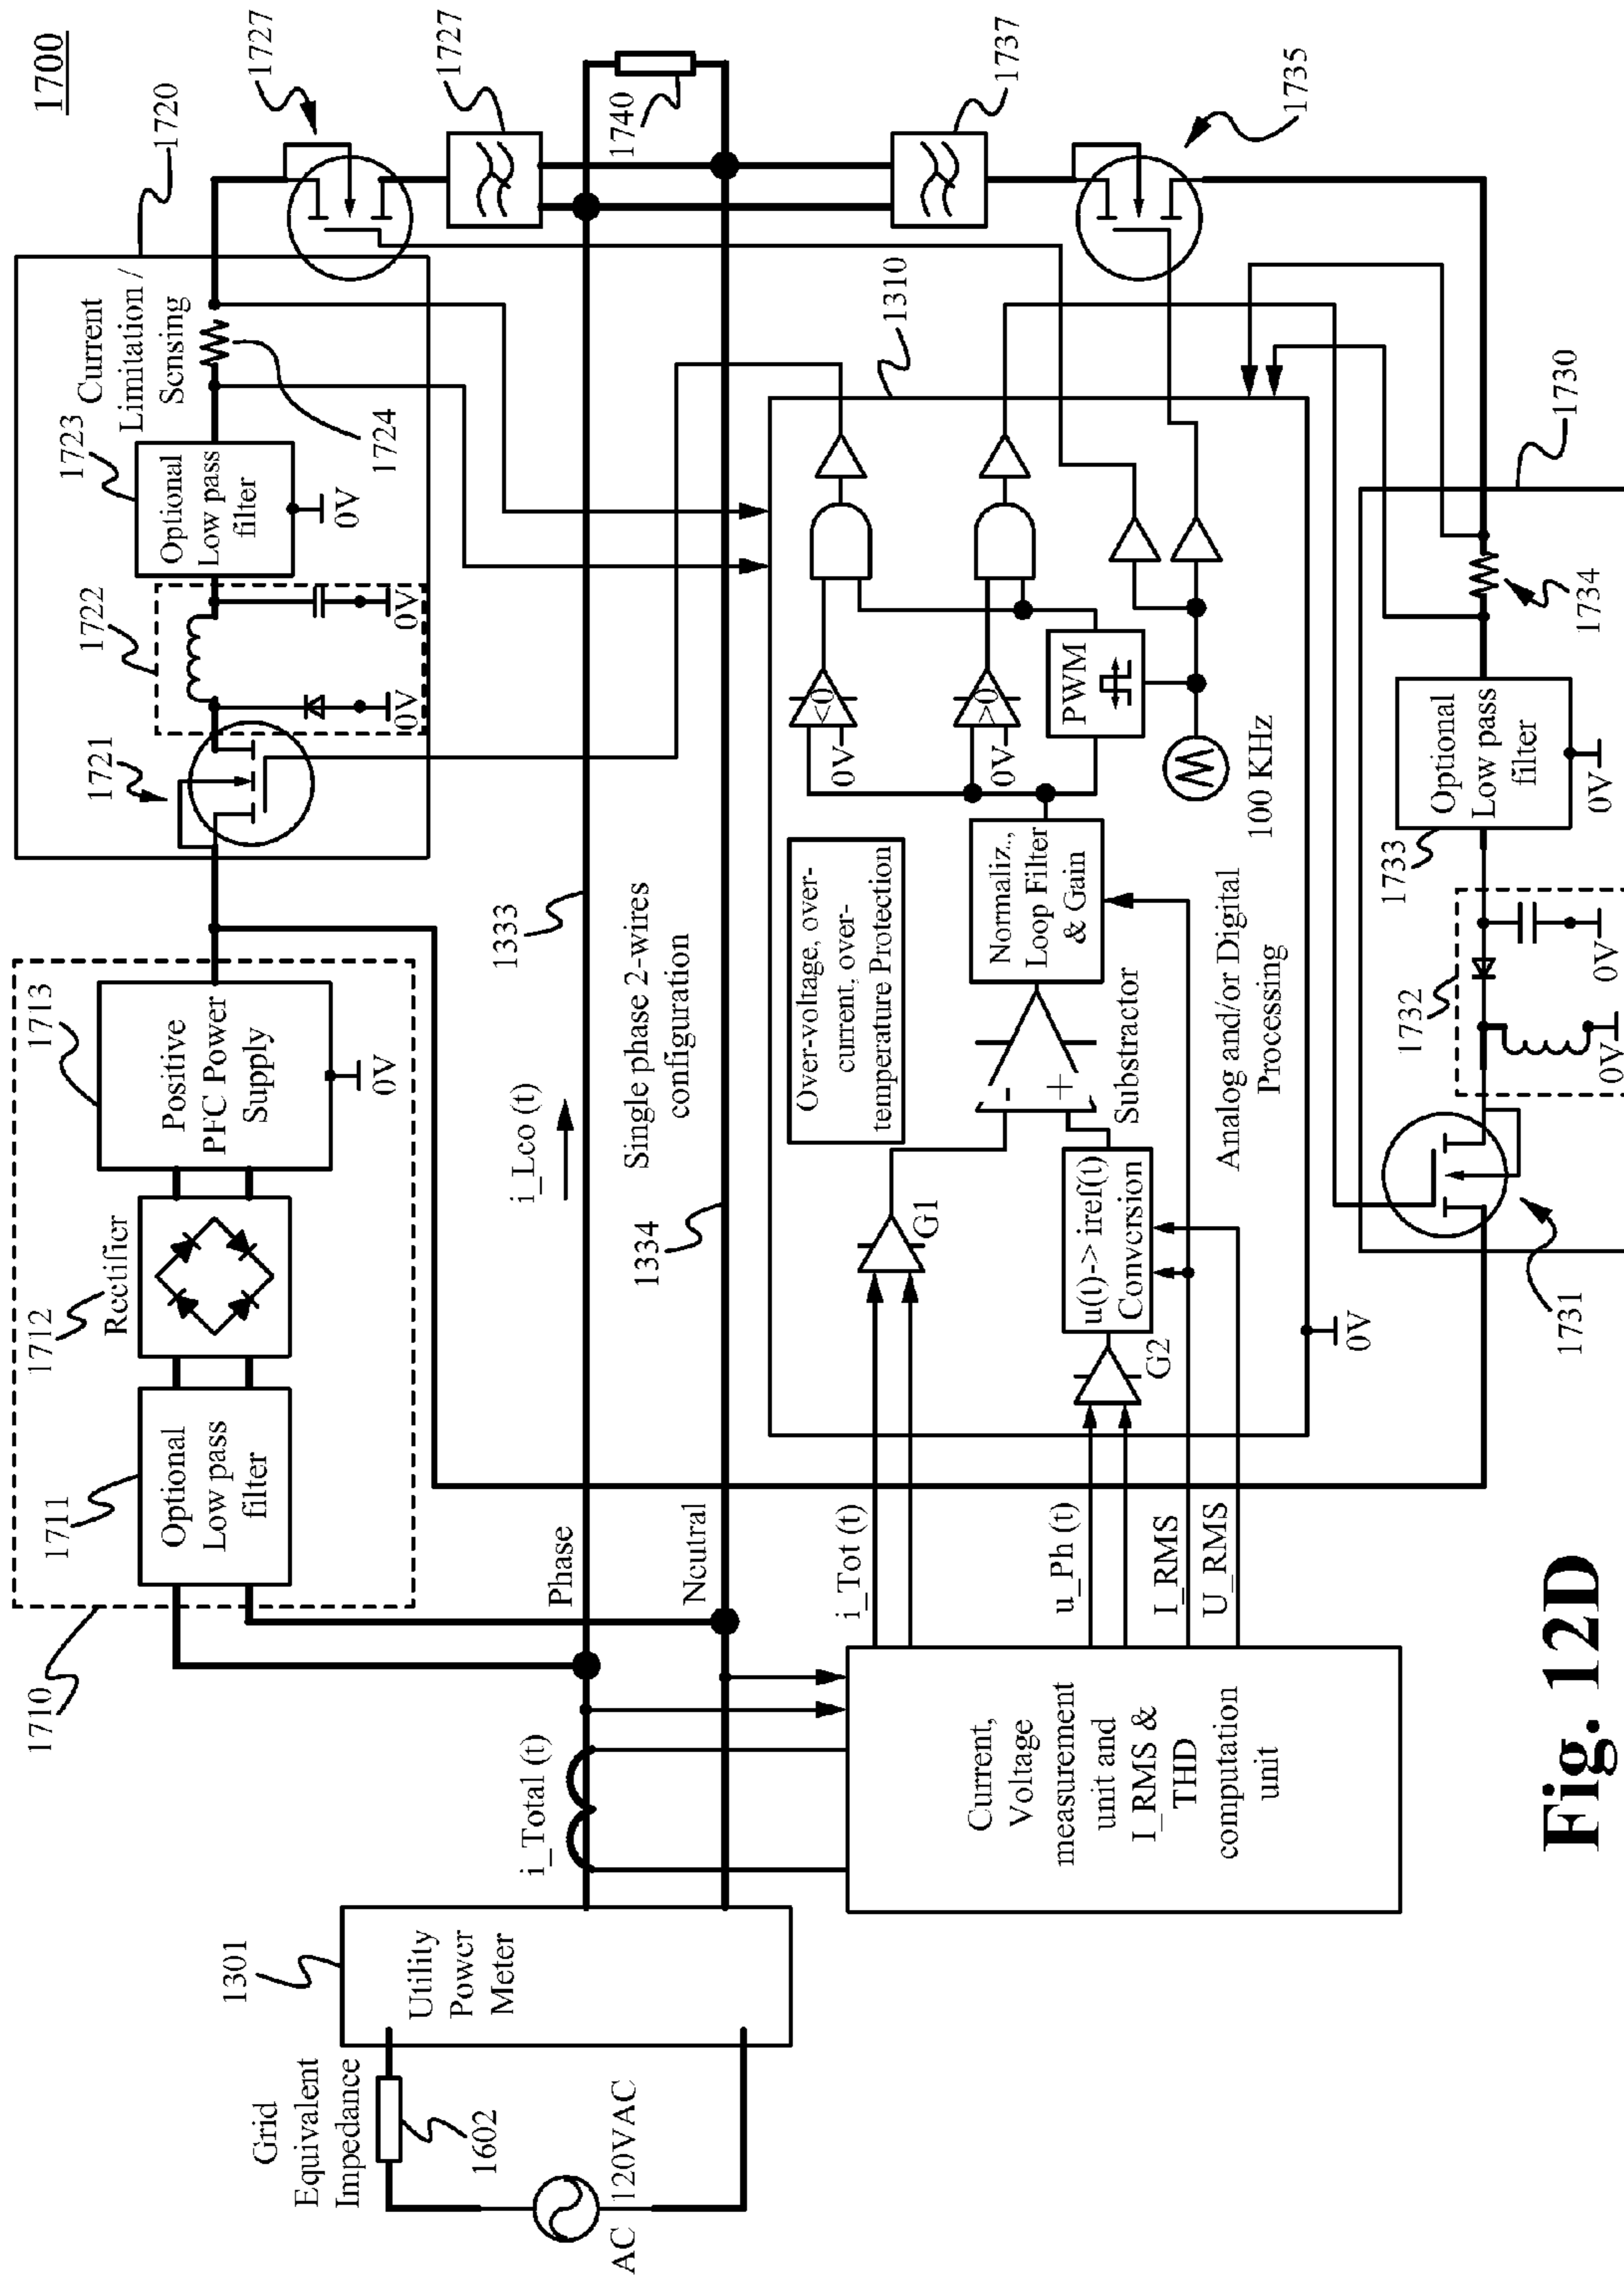 1700
1710
1711
Optional
Low pass
filter
1712
Rectifier
1713
Positive
PFC Power
Supply
0V
1720
1721
1722
0V
0V
1723
Optional
Low pass
filter
0V
Current
Limitation /
Sensing
1724
1727
1727
1740
1737
1735
Grid
Equivalent
Impedance
1602
AC
120VAC
1301
Utility
Power
Meter
i_Total (t)
Phase
Neutral
i_Lco (t)
1333
1334
Single phase 2-wires
configuration
Current,
Voltage
measurement
unit and
I_RMS &
THD
computation
unit
i_Tot (t)
u_Ph (t)
I_RMS
U_RMS
1310
G1
G2
u(t)-> iref(t)
Conversion
-
+
Substractor
Over-voltage, over-
current, over-
temperature Protection
Normaliz.,
Loop Filter
& Gain
<0
0V
>0
0V
PWM
100 KHz
Analog and/or Digital
Processing
0V
1730
1731
1732
0V
0V
1733
Optional
Low pass
filter
0V
1734
Fig. 12D